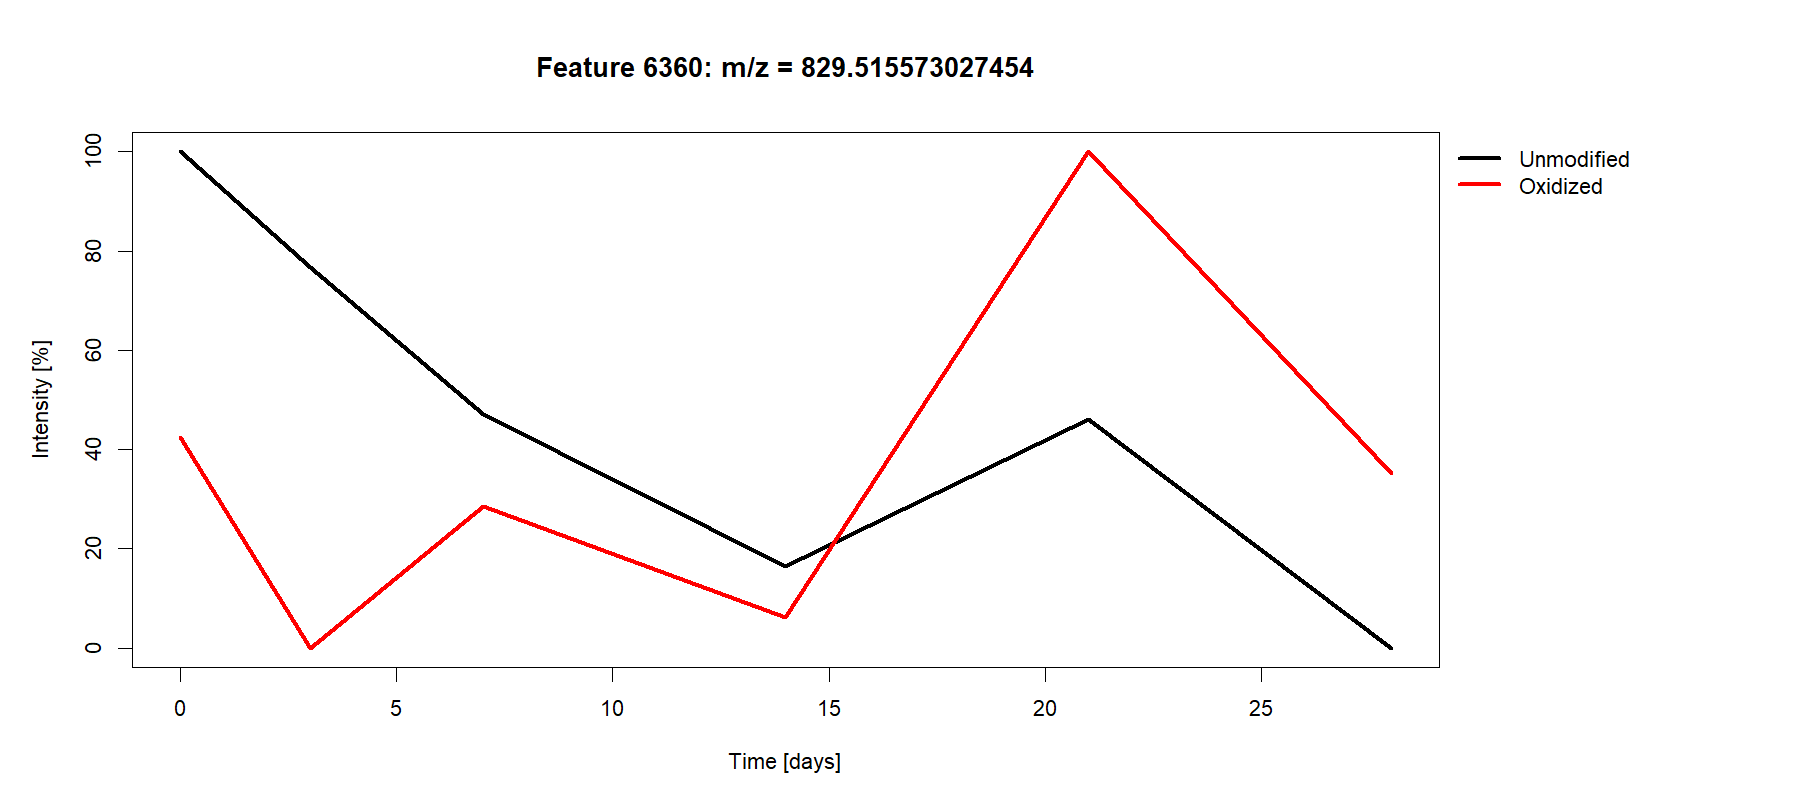 Feature 6360: m/z = 829.515573027454
Unmodified
Oxidized
Intensity [%]
100
80
60
40
20
0
0 5 10 15 20 25
Time [days]